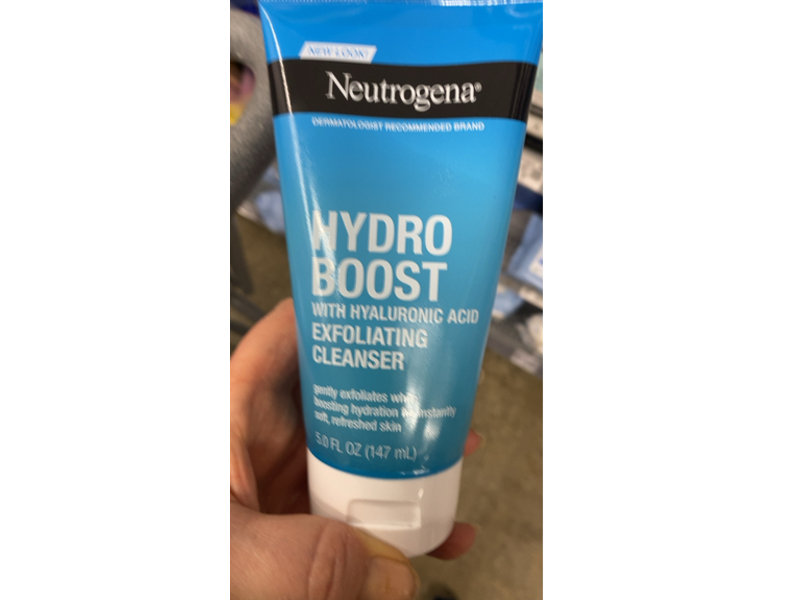 NEW LOOK!
Neutrogena®
DERMATOLOGIST RECOMMENDED BRAND
HYDRO
BOOST
WITH HYALURONIC ACID
EXFOLIATING
CLEANSER
gently exfoliates
boosting hydration instantly
soft, refreshed skin
5.0 FL OZ (147 mL)